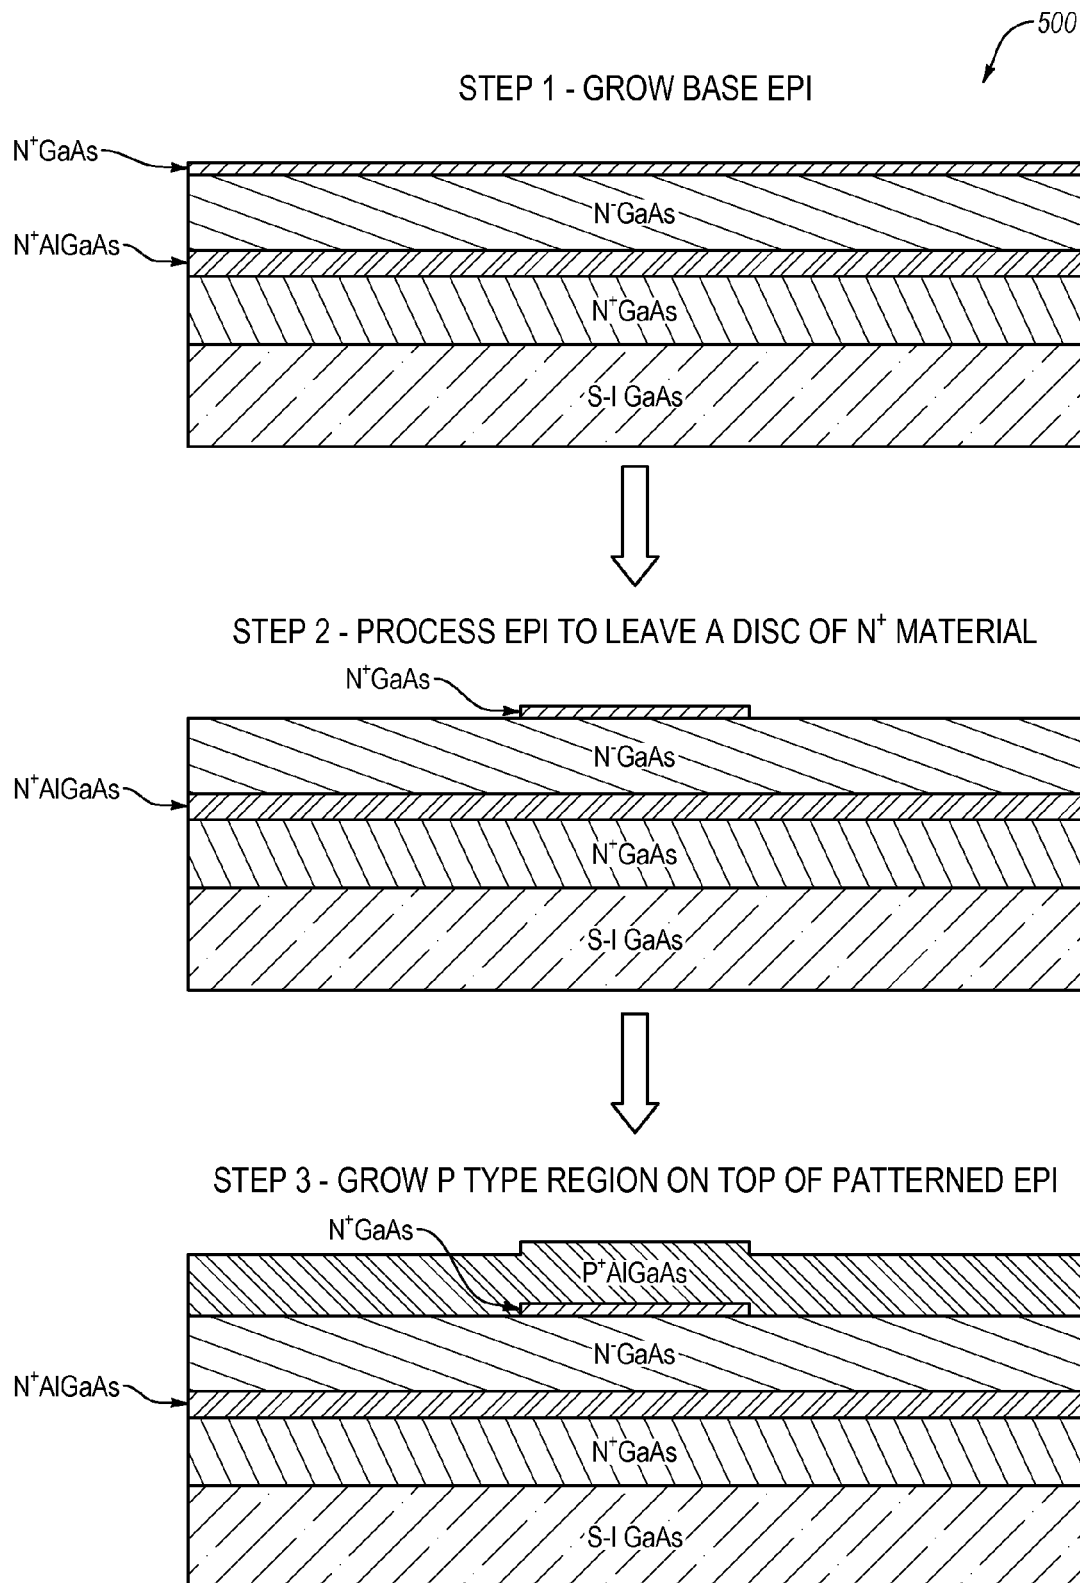 500
STEP 1 - GROW BASE EPI
N⁺GaAs
N⁻GaAs
N⁺AlGaAs
N⁺GaAs
S-I GaAs
STEP 2 - PROCESS EPI TO LEAVE A DISC OF N⁺ MATERIAL
N⁺GaAs
N⁻GaAs
N⁺AlGaAs
N⁺GaAs
S-I GaAs
STEP 3 - GROW P TYPE REGION ON TOP OF PATTERNED EPI
N⁺GaAs
P⁺AlGaAs
N⁻GaAs
N⁺AlGaAs
N⁺GaAs
S-I GaAs